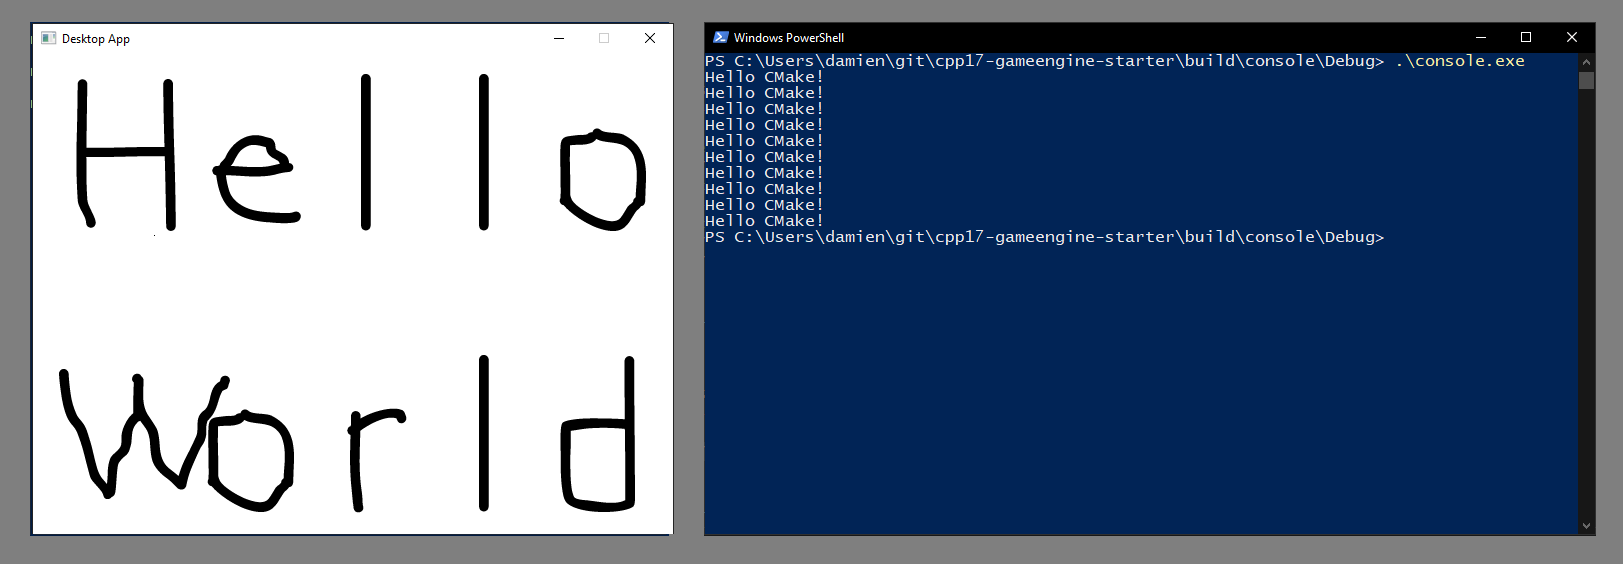 Desktop App
Hello
World
Windows PowerShell
PS C:\Users\damien\git\cpp17-gameengine-starter\build\console\Debug> .\console.exe
Hello CMake!
Hello CMake!
Hello CMake!
Hello CMake!
Hello CMake!
Hello CMake!
Hello CMake!
Hello CMake!
Hello CMake!
Hello CMake!
PS C:\Users\damien\git\cpp17-gameengine-starter\build\console\Debug>